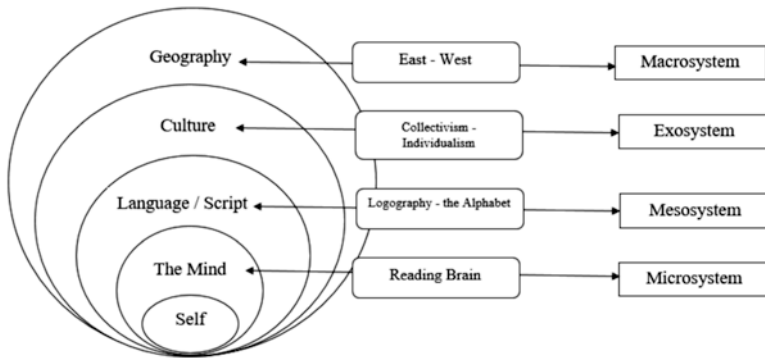 Geography
East - West
Macrosystem
Culture
Collectivism -
Individualism
Exosystem
Language / Script
Logography - the Alphabet
Mesosystem
The Mind
Reading Brain
Microsystem
Self